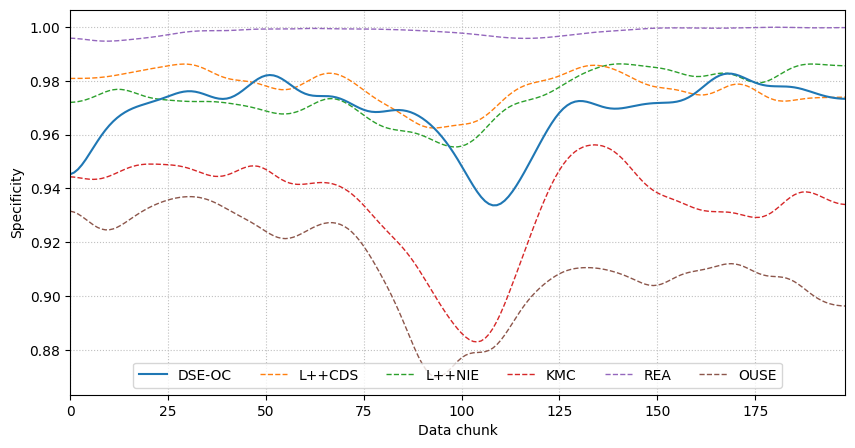 1.00
0.98
0.96
0.94
0.92
0.90
0.88
Specificity
DSE-OC L++CDS L++NIE KMC REA OUSE
0 25 50 75 100 125 150 175
Data chunk